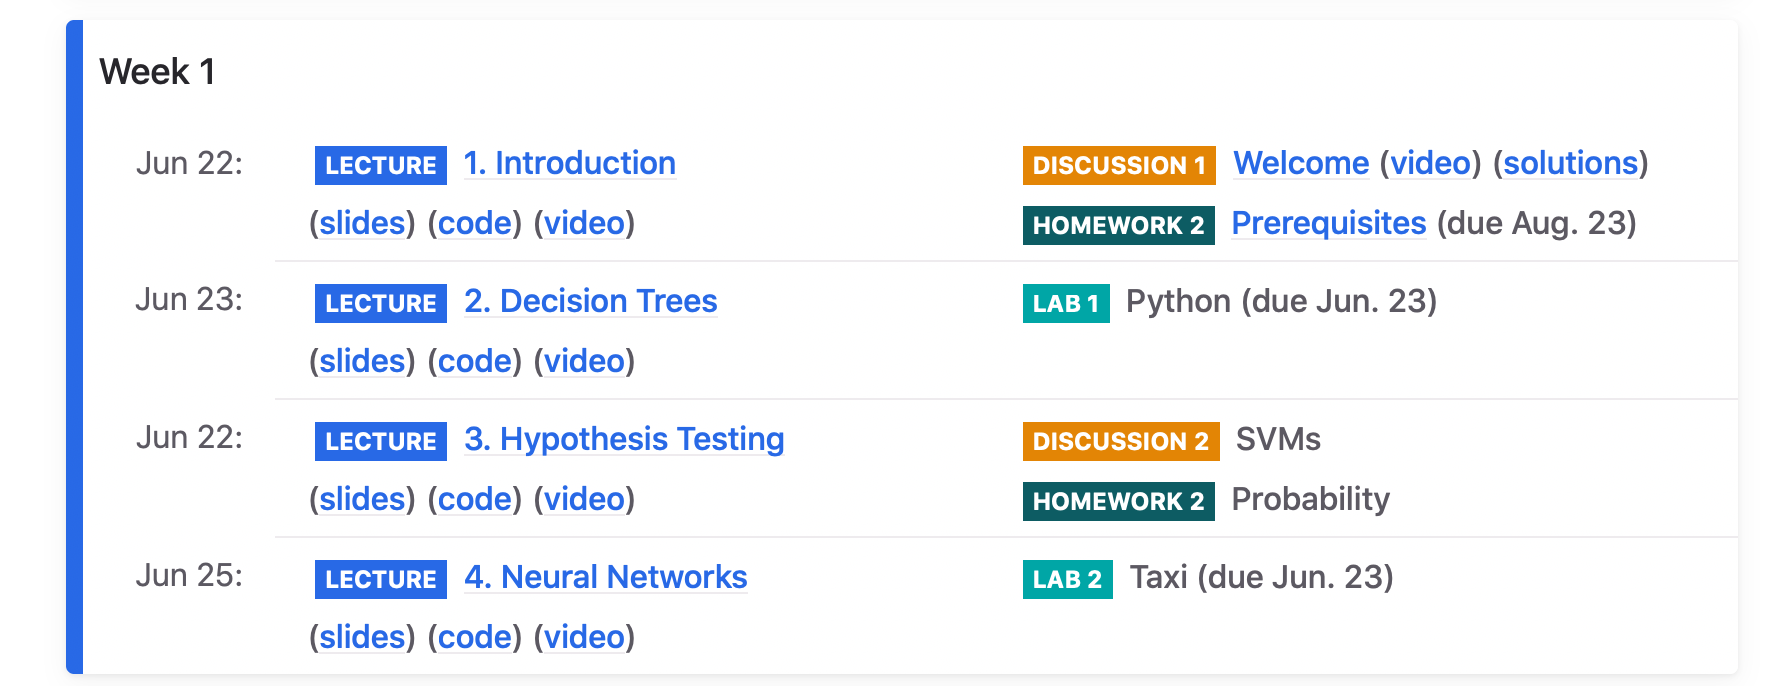 Week 1
Jun 22: LECTURE 1. Introduction DISCUSSION 1 Welcome (video) (solutions)
(slides) (code) (video) HOMEWORK 2 Prerequisites (due Aug. 23)
Jun 23: LECTURE 2. Decision Trees LAB 1 Python (due Jun. 23)
(slides) (code) (video)
Jun 22: LECTURE 3. Hypothesis Testing DISCUSSION 2 SVMs
(slides) (code) (video) HOMEWORK 2 Probability
Jun 25: LECTURE 4. Neural Networks LAB 2 Taxi (due Jun. 23)
(slides) (code) (video)